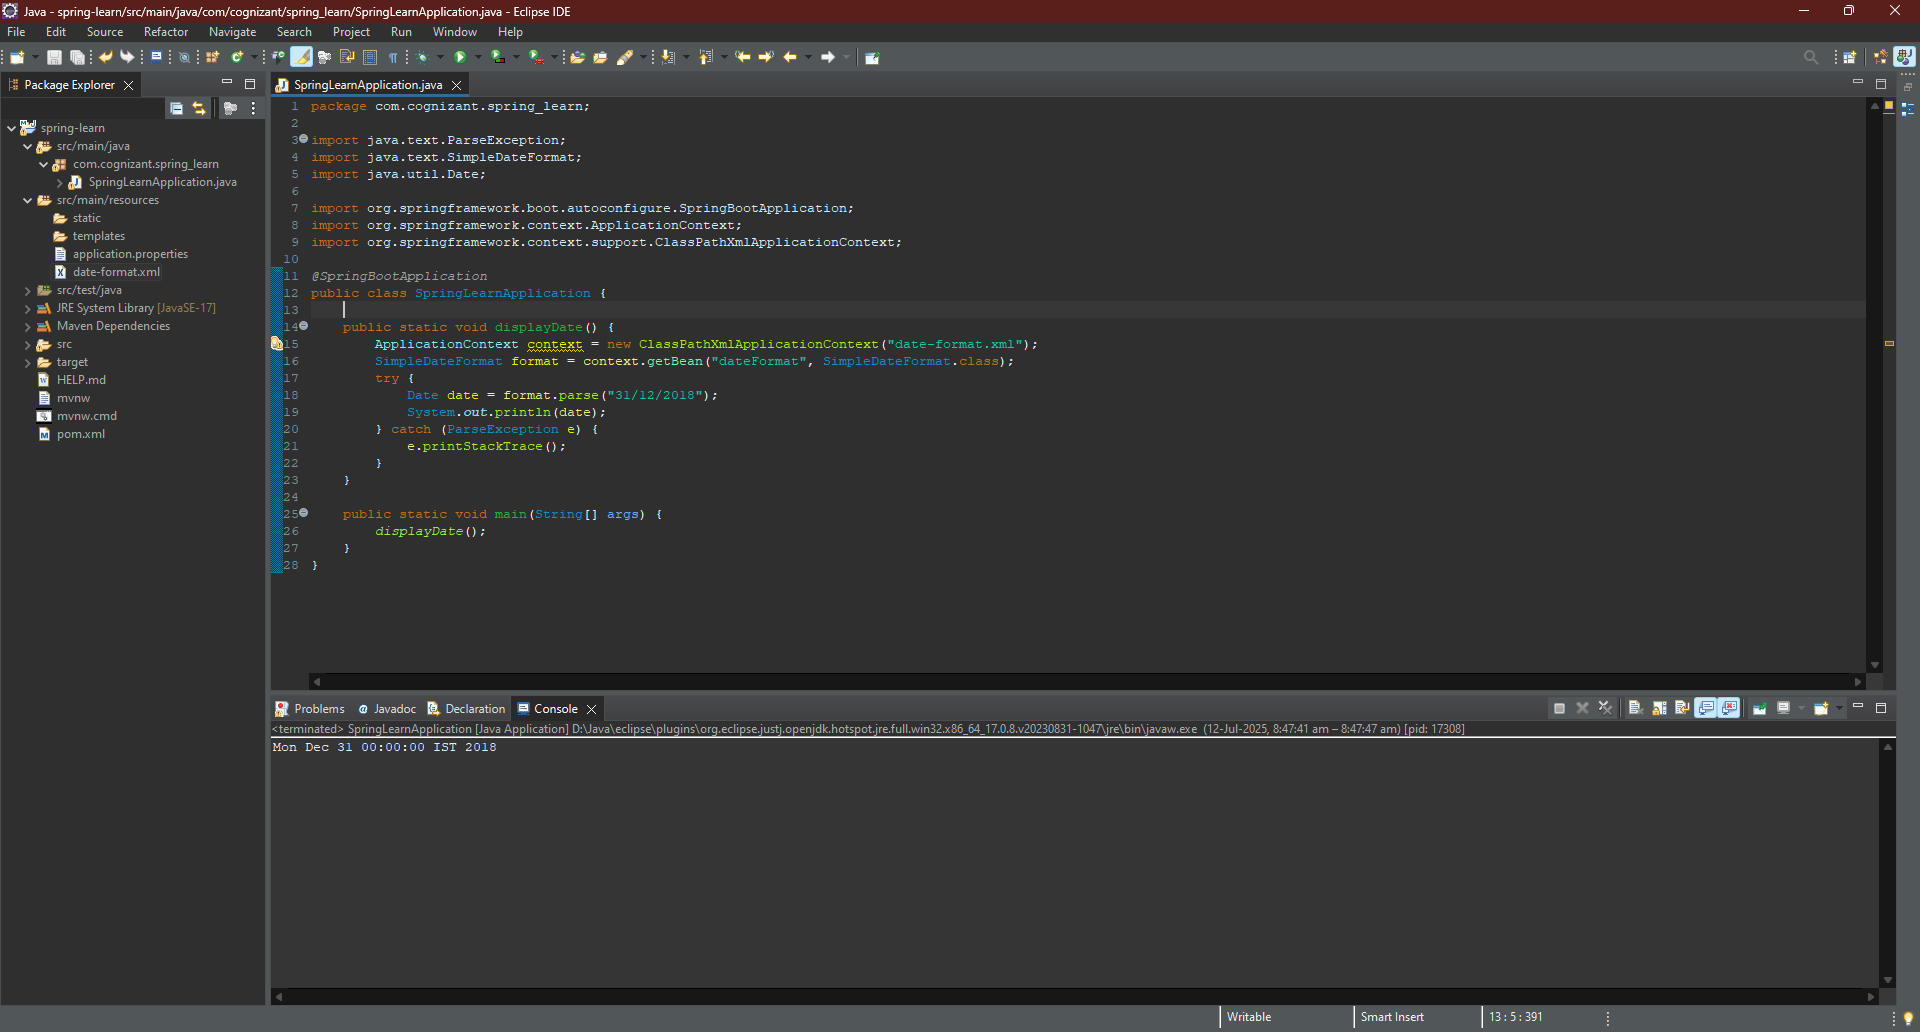 Java - spring-learn/src/main/java/com/cognizant/spring_learn/SpringLearnApplication.java - Eclipse IDE
File Edit Source Refactor Navigate Search Project Run Window Help
Package Explorer
spring-learn
src/main/java
com.cognizant.spring_learn
SpringLearnApplication.java
src/main/resources
static
templates
application.properties
date-format.xml
src/test/java
JRE System Library [JavaSE-17]
Maven Dependencies
src
target
HELP.md
mvnw
mvnw.cmd
pom.xml
SpringLearnApplication.java
1 package com.cognizant.spring_learn;
2
3 import java.text.ParseException;
4 import java.text.SimpleDateFormat;
5 import java.util.Date;
6
7 import org.springframework.boot.autoconfigure.SpringBootApplication;
8 import org.springframework.context.ApplicationContext;
9 import org.springframework.context.support.ClassPathXmlApplicationContext;
10
11 @SpringBootApplication
12 public class SpringLearnApplication {
13
14     public static void displayDate() {
15         ApplicationContext context = new ClassPathXmlApplicationContext("date-format.xml");
16         SimpleDateFormat format = context.getBean("dateFormat", SimpleDateFormat.class);
17         try {
18             Date date = format.parse("31/12/2018");
19             System.out.println(date);
20         } catch (ParseException e) {
21             e.printStackTrace();
22         }
23     }
24
25     public static void main(String[] args) {
26         displayDate();
27     }
28 }
Problems @ Javadoc Declaration Console
<terminated> SpringLearnApplication [Java Application] D:\Java\eclipse\plugins\org.eclipse.justj.openjdk.hotspot.jre.full.win32.x86_64_17.0.8.v20230831-1047\jre\bin\javaw.exe (12-Jul-2025, 8:47:41 am – 8:47:47 am) [pid: 17308]
Mon Dec 31 00:00:00 IST 2018
Writable Smart Insert 13 : 5 : 391